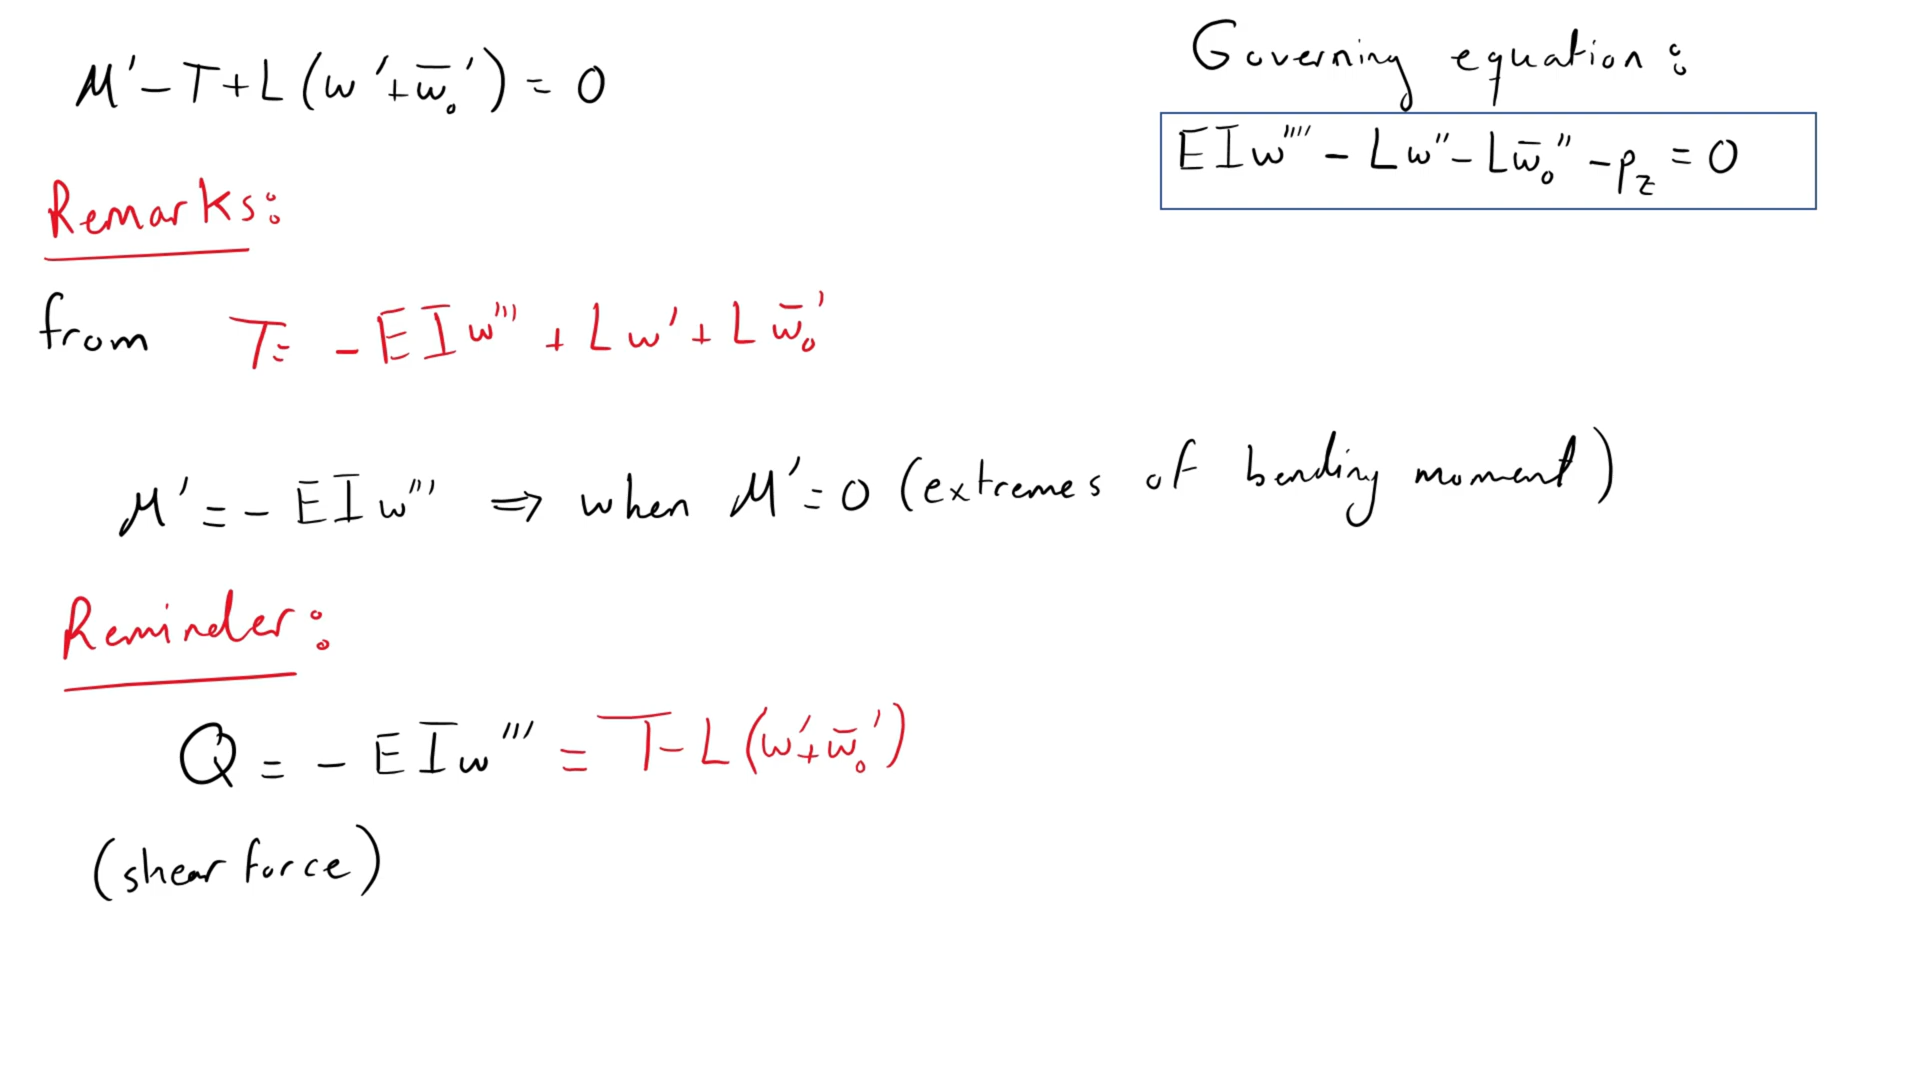 M′ − T + L (w′ + w̄₀′) = 0
Governing equation :
EIw′′′′ − Lw″ − Lw̄₀″ − p_z = 0
Remarks:
from T = − EIw‴ + Lw′ + Lw̄₀′
M′ = − EIw‴ ⇒ when M′ = 0 (extremes of bending moment)
Reminder:
Q = − EIw‴ = T − L (w′ + w̄₀′)
(shear force)